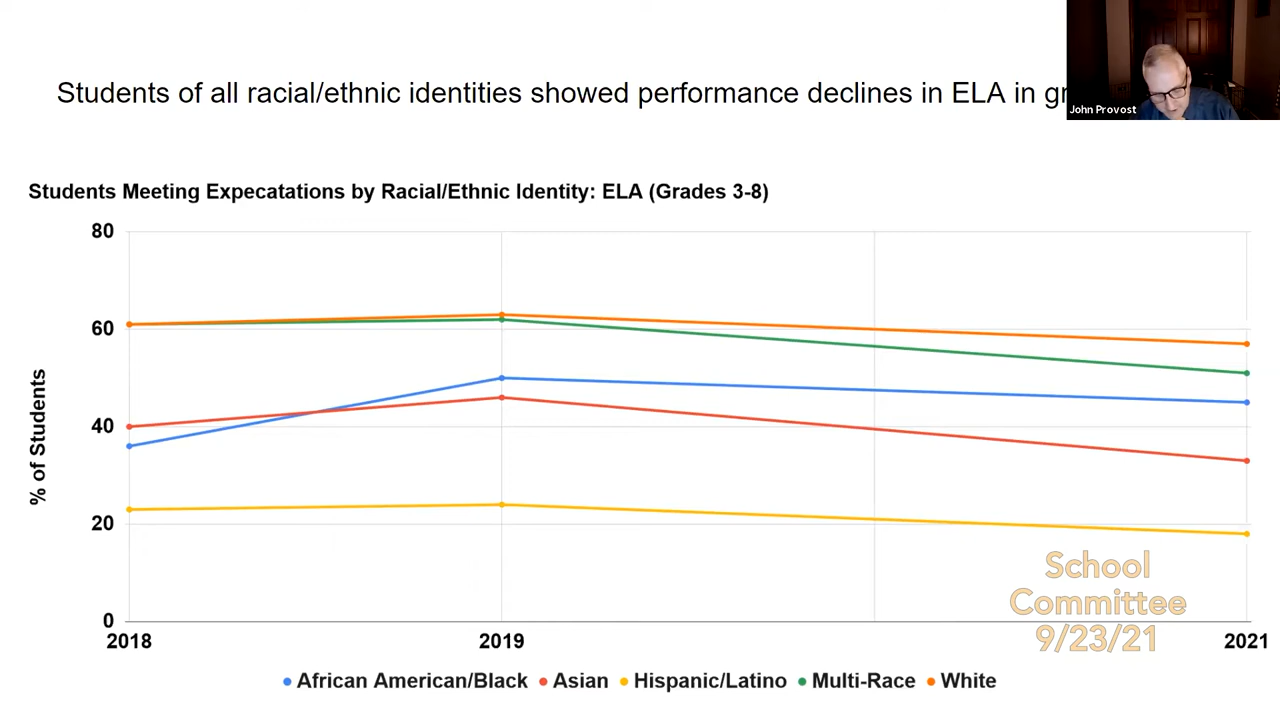 Students of all racial/ethnic identities showed performance declines in ELA in
John Provost
Students Meeting Expecatations by Racial/Ethnic Identity: ELA (Grades 3-8)
80
60
40
20
0
% of Students
2018
2019
2021
School
Committee
9/23/21
African American/Black
Asian
Hispanic/Latino
Multi-Race
White